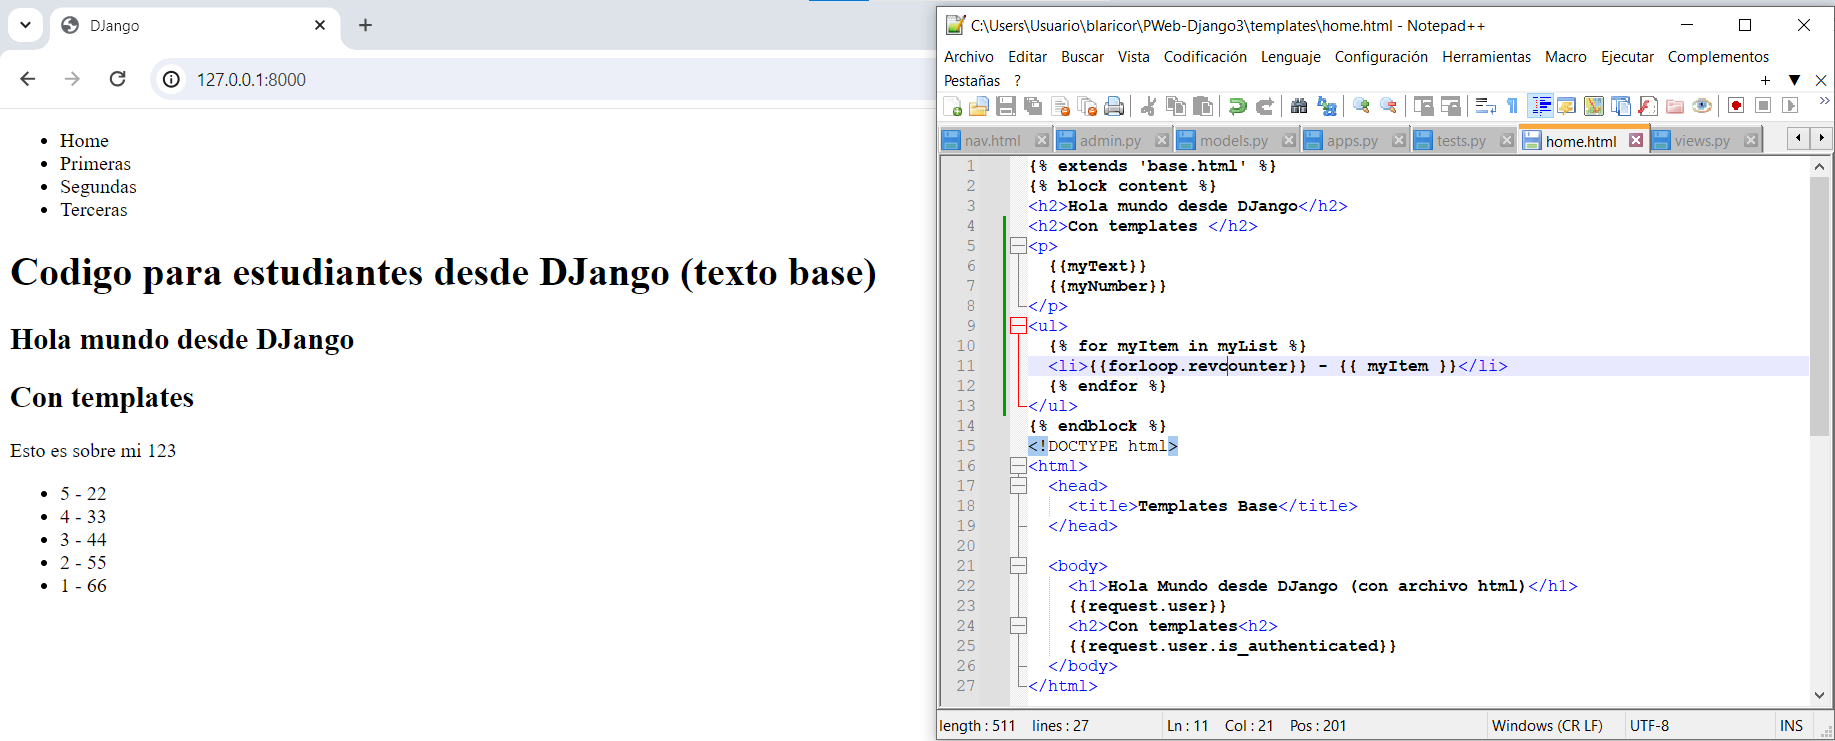 DJango
127.0.0.1:8000
Home
Primeras
Segundas
Terceras
Codigo para estudiantes desde DJango (texto base)
Hola mundo desde DJango
Con templates
Esto es sobre mi 123
5 - 22
4 - 33
3 - 44
2 - 55
1 - 66
C:\Users\Usuario\blaricor\PWeb-Django3\templates\home.html - Notepad++
Archivo Editar Buscar Vista Codificación Lenguaje Configuración Herramientas Macro Ejecutar Complementos
Pestañas ?
nav.html admin.py models.py apps.py tests.py home.html views.py
1 {% extends 'base.html' %}
2 {% block content %}
3 <h2>Hola mundo desde DJango</h2>
4 <h2>Con templates </h2>
5 <p>
6 {{myText}}
7 {{myNumber}}
8 </p>
9 <ul>
10 {% for myItem in myList %}
11 <li>{{forloop.revcounter}} - {{ myItem }}</li>
12 {% endfor %}
13 </ul>
14 {% endblock %}
15 <!DOCTYPE html>
16 <html>
17 <head>
18 <title>Templates Base</title>
19 </head>
20
21 <body>
22 <h1>Hola Mundo desde DJango (con archivo html)</h1>
23 {{request.user}}
24 <h2>Con templates<h2>
25 {{request.user.is_authenticated}}
26 </body>
27 </html>
length : 511 lines : 27 Ln : 11 Col : 21 Pos : 201 Windows (CR LF) UTF-8 INS